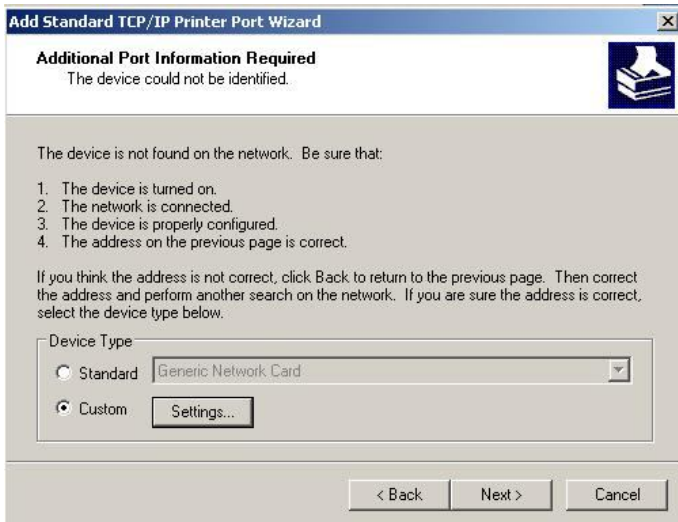 Add Standard TCP/IP Printer Port Wizard
Additional Port Information Required
The device could not be identified.
The device is not found on the network. Be sure that:
1. The device is turned on.
2. The network is connected.
3. The device is properly configured.
4. The address on the previous page is correct.
If you think the address is not correct, click Back to return to the previous page. Then correct
the address and perform another search on the network. If you are sure the address is correct,
select the device type below.
Device Type
Standard Generic Network Card
Custom Settings...
< Back Next > Cancel